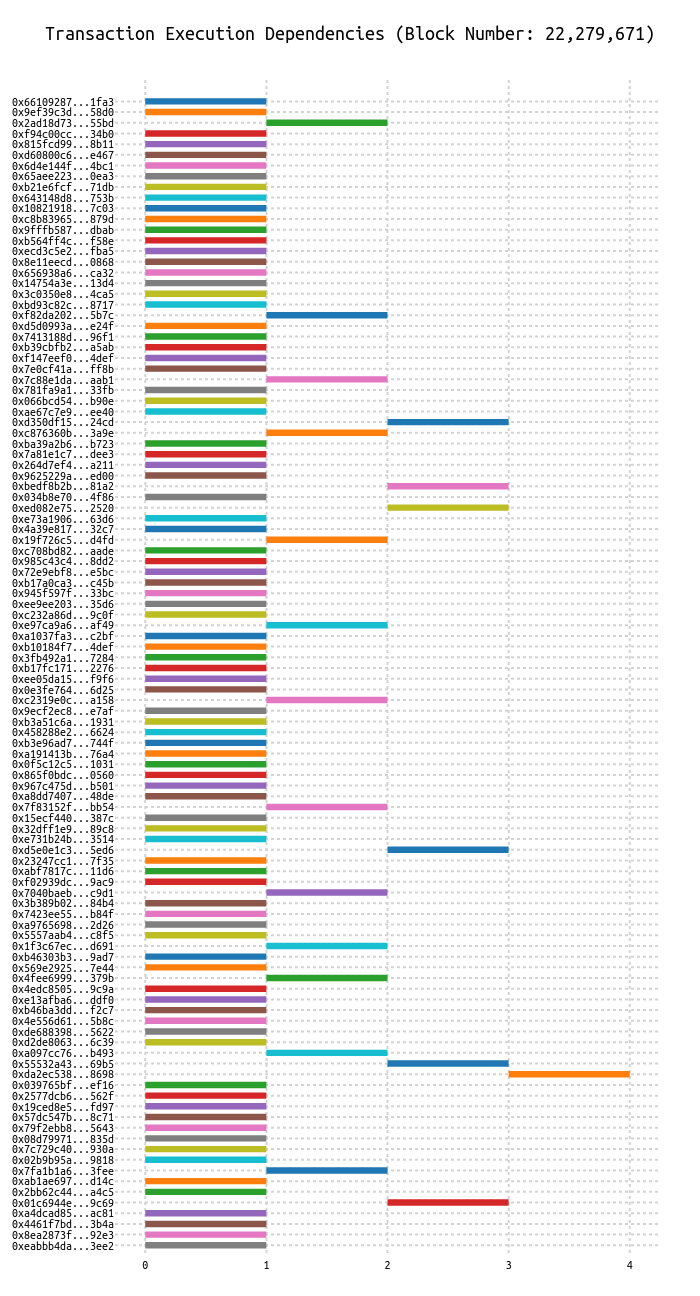 Transaction Execution Dependencies (Block Number: 22,279,671)
0x66109287...1fa3
0x9ef39c3d...58d0
0x2ad18d73...55bd
0xf94c00cc...34b0
0x815fcd99...8b11
0xd60800c6...e467
0x6d4e144f...4bc1
0x65aee223...0ea3
0xb21e6fcf...71db
0x643148d8...753b
0x10821918...7c03
0xc8b83965...879d
0x9fffb587...dbab
0xb564ff4c...f58e
0xecd3c5e2...fba5
0x8e11eecd...0868
0x656938a6...ca32
0x14754a3e...13d4
0x3c0350e8...4ca5
0xbd93c82c...8717
0xf82da202...5b7c
0xd5d0993a...e24f
0x7413188d...96f1
0xb39cbfb2...a5ab
0xf147eef0...4def
0x7e0cf41a...ff8b
0x7c88e1da...aab1
0x781fa9a1...33fb
0x066bcd54...b90e
0xae67c7e9...ee40
0xd350df15...24cd
0xc876360b...3a9e
0xba39a2b6...b723
0x7a81e1c7...dee3
0x264d7ef4...a211
0x9625229a...ed00
0xbedf8b2b...81a2
0x034b8e70...4f86
0xed082e75...2520
0xe73a1906...63d6
0x4a39e817...32c7
0x19f726c5...d4fd
0xc708bd82...aade
0x985c43c4...8dd2
0x72e9ebf8...e5bc
0xb17a0ca3...c45b
0x945f597f...33bc
0xee9ee203...35d6
0xc232a86d...9c0f
0xe97ca9a6...af49
0xa1037fa3...c2bf
0xb10184f7...4def
0x3fb492a1...7284
0xb17fc171...2276
0xee05da15...f9f6
0x0e3fe764...6d25
0xc2319e0c...a158
0x9ecf2ec8...e7af
0xb3a51c6a...1931
0x458288e2...6624
0xb3e96ad7...744f
0xa191413b...76a4
0x0f5c12c5...1031
0x865f0bdc...0560
0x967c475d...b501
0xa8dd7407...48de
0x7f83152f...bb54
0x15ecf440...387c
0x32dff1e9...89c8
0xe731b24b...3514
0xd5e0e1c3...5ed6
0x23247cc1...7f35
0xabf7817c...11d6
0xf02939dc...9ac9
0x7040baeb...c9d1
0x3b389b02...84b4
0x7423ee55...b84f
0xa9765698...2d26
0x5557aab4...c8f5
0x1f3c67ec...d691
0xb46303b3...9ad7
0x569e2925...7e44
0x4fee6999...379b
0x4edc8505...9c9a
0xe13afba6...ddf0
0xb46ba3dd...f2c7
0x4e556d61...5b8c
0xde688398...5622
0xd2de8063...6c39
0xa097cc76...b493
0x55532a43...69b5
0xda2ec538...8698
0x039765bf...ef16
0x2577dcb6...562f
0x19ced8e5...fd97
0x57dc547b...8c71
0x79f2ebb8...5643
0x08d79971...835d
0x7c729c40...930a
0x02b9b95a...9818
0x7fa1b1a6...3fee
0xab1ae697...d14c
0x2bb62c44...a4c5
0x01c6944e...9c69
0xa4dcad85...ac81
0x4461f7bd...3b4a
0x8ea2873f...92e3
0xeabbb4da...3ee2
0 1 2 3 4